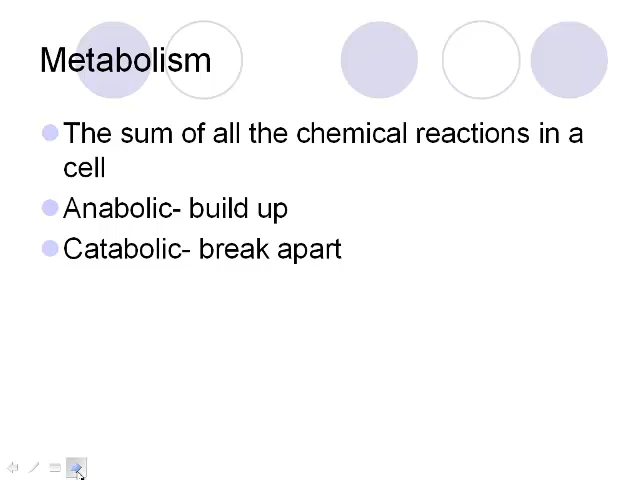 Metabolism
The sum of all the chemical reactions in a
cell
Anabolic- build up
Catabolic- break apart